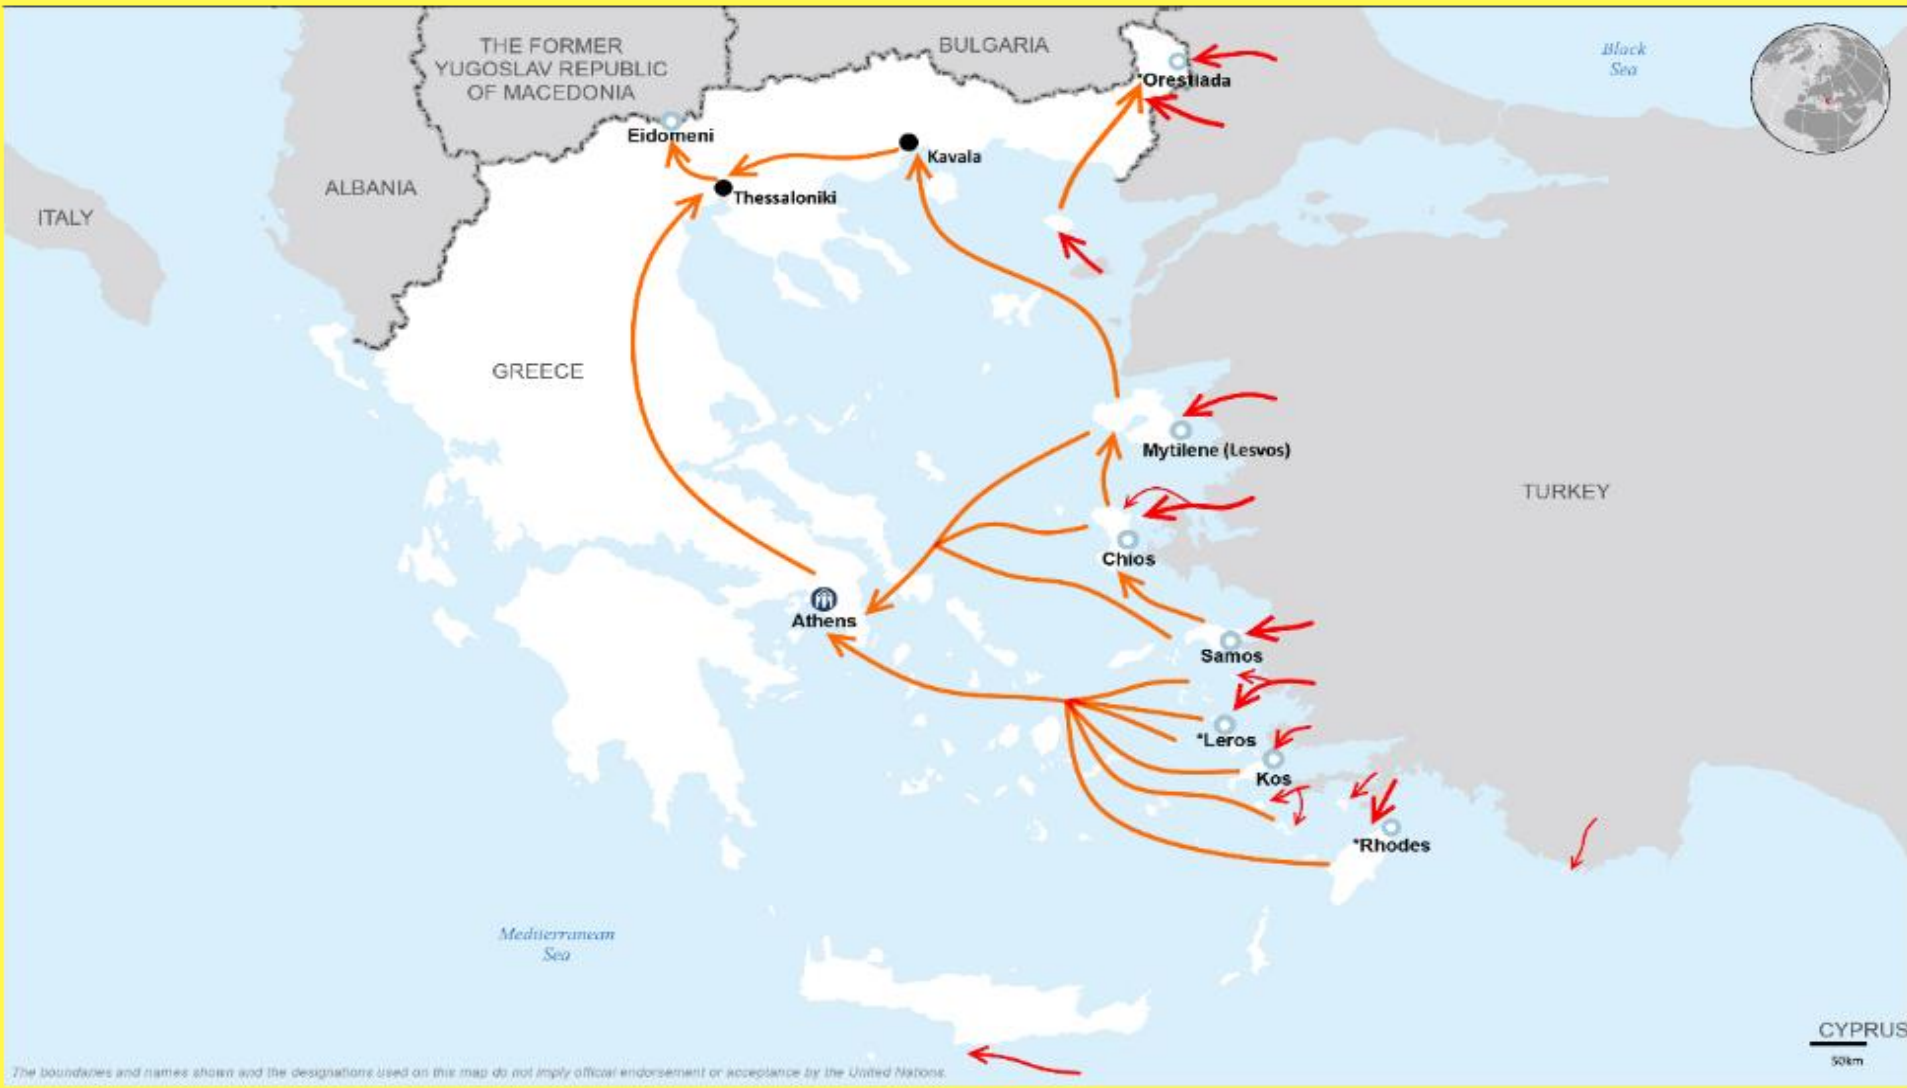 THE FORMER
YUGOSLAV REPUBLIC
OF MACEDONIA
BULGARIA
Black
Sea
*Orestiada
Eidomeni
Kavala
ALBANIA
Thessaloniki
ITALY
GREECE
Mytilene (Lesvos)
TURKEY
Chios
Athens
Samos
*Leros
Kos
*Rhodes
Mediterranean
Sea
CYPRUS
50km
The boundaries and names shown and the designations used on this map do not imply official endorsement or acceptance by the United Nations.